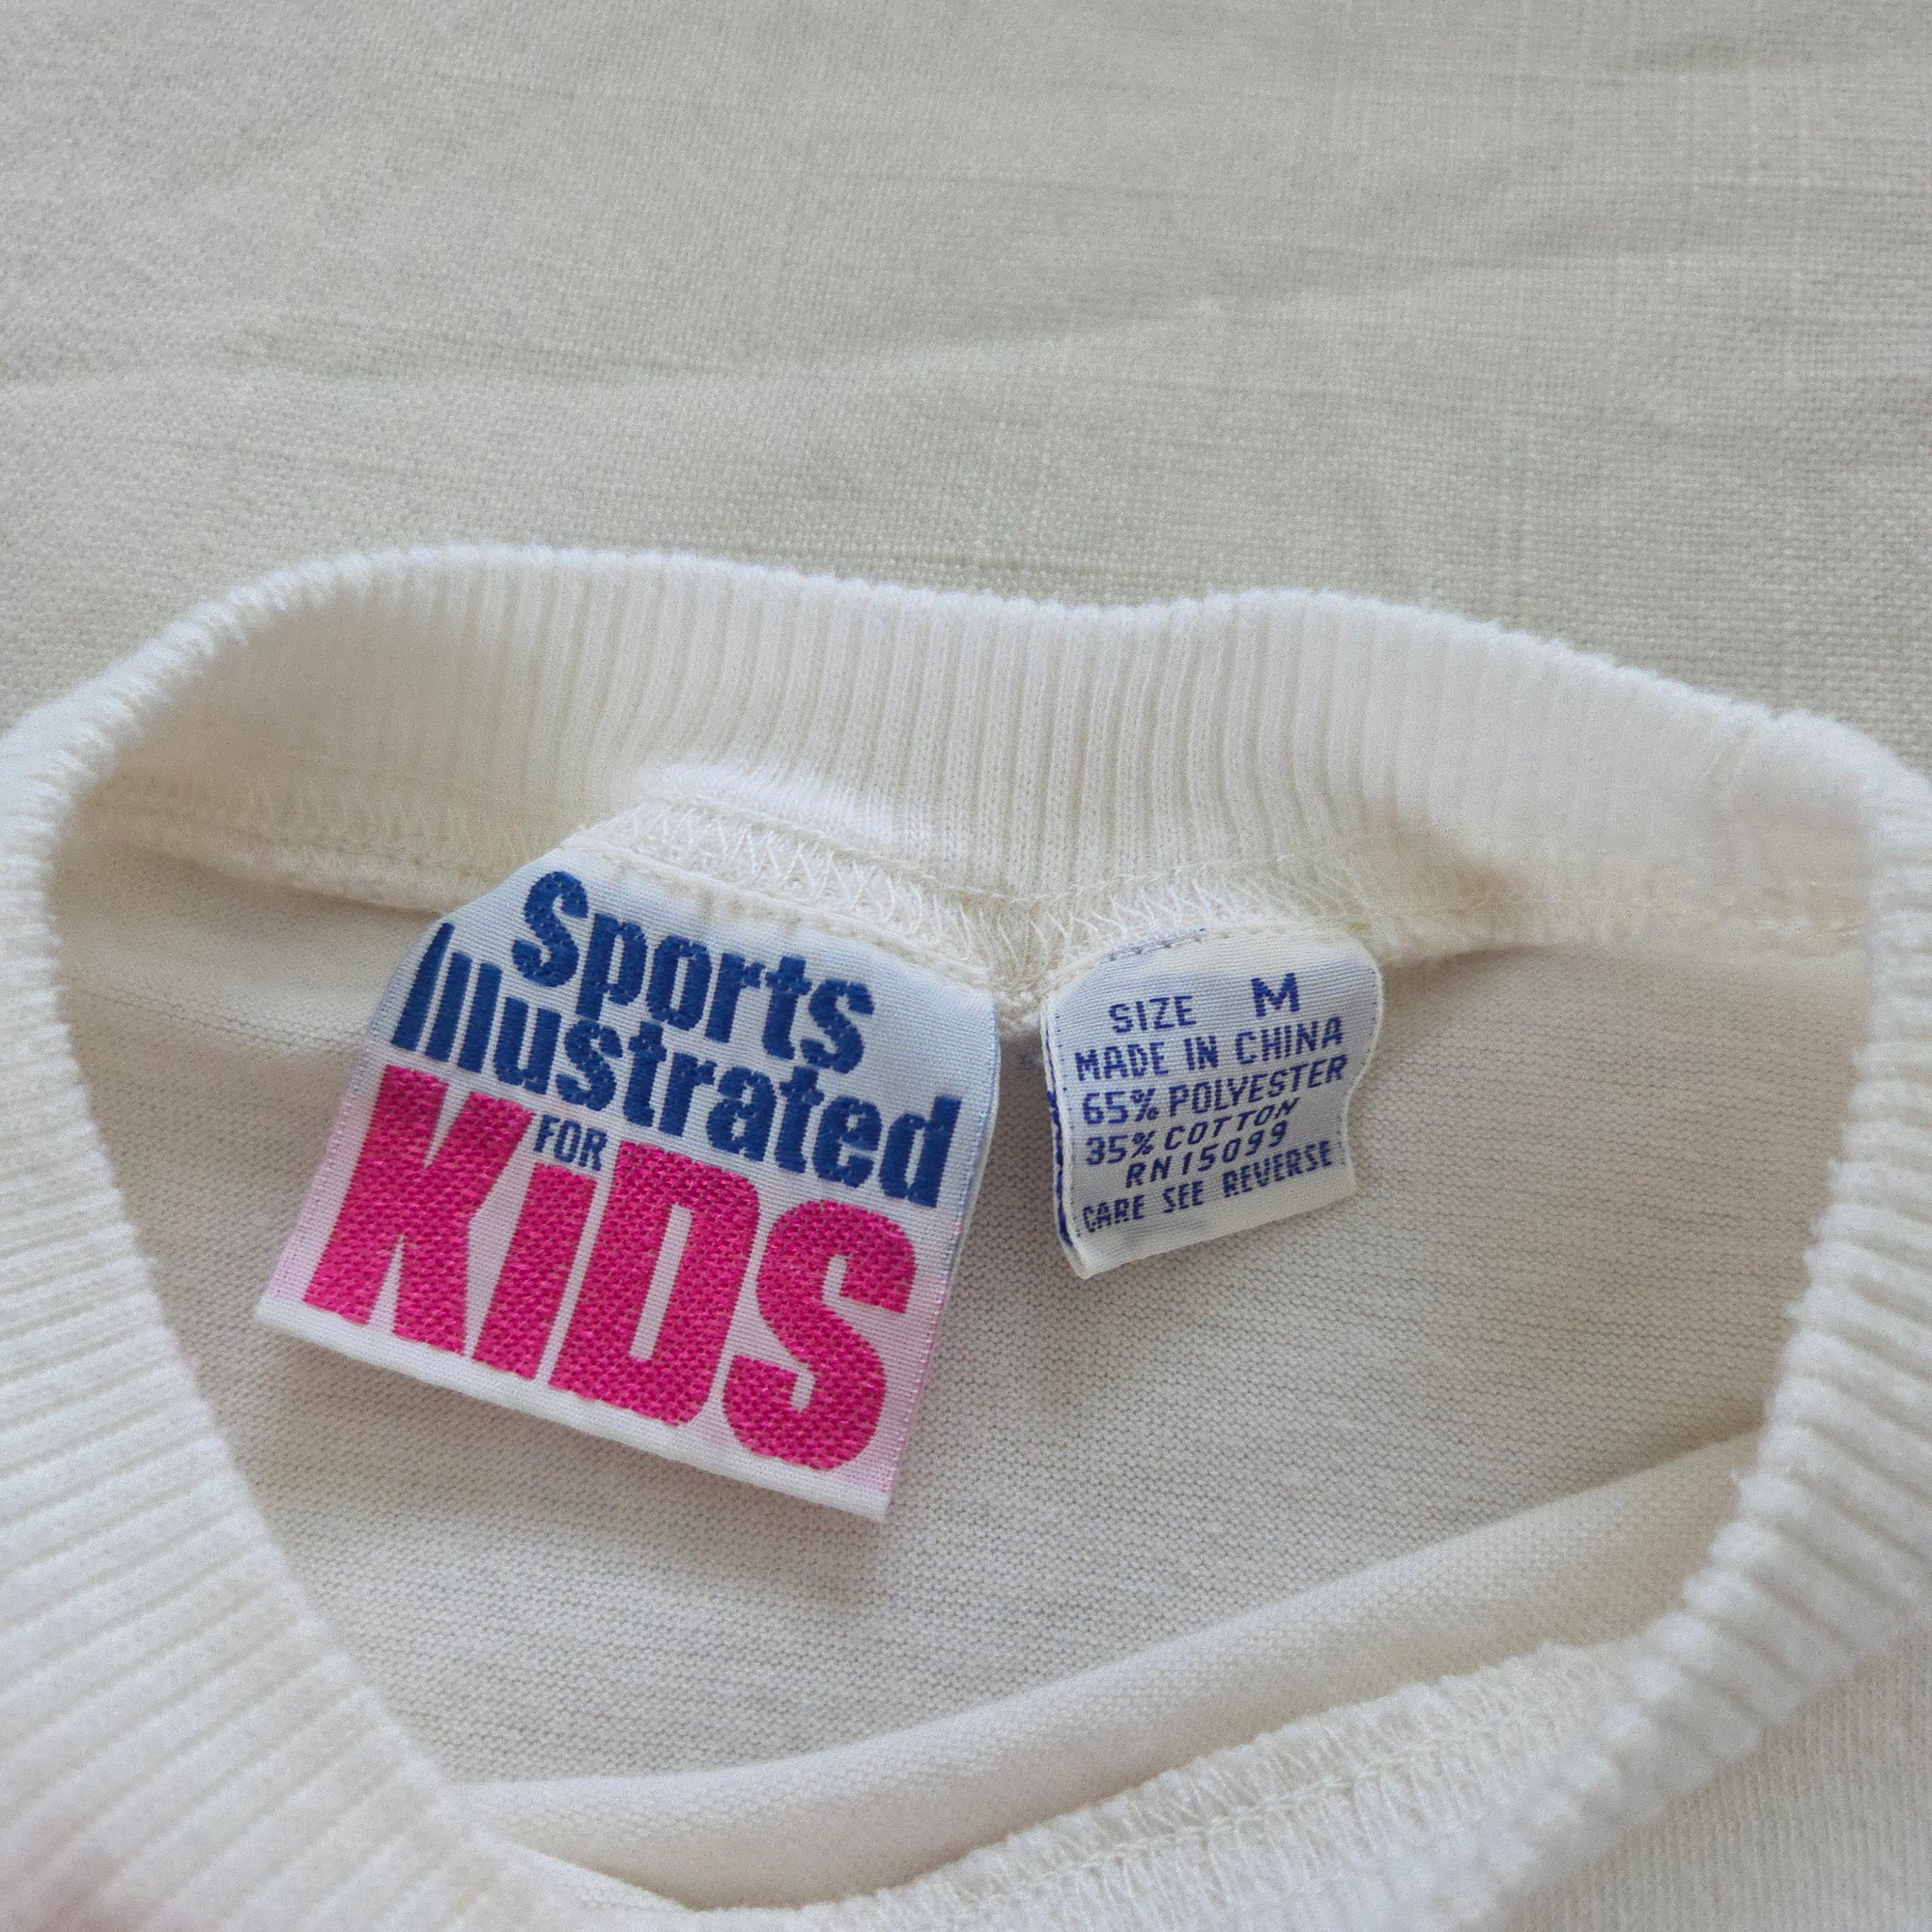 Sports
Illustrated
FOR
KiDS
SIZE M
MADE IN CHINA
65% POLYESTER
35% COTTON
RN15099
CARE SEE REVERSE